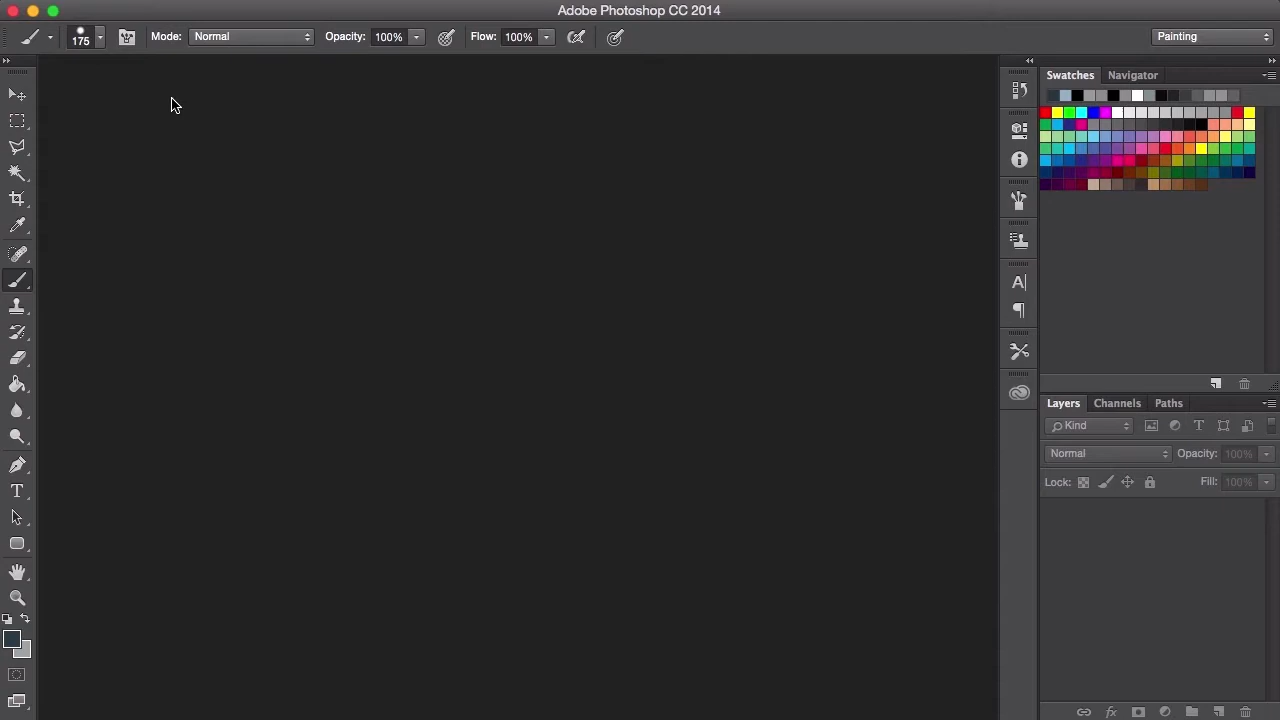 Adobe Photoshop CC 2014
175 Mode: Normal Opacity: 100% Flow: 100% Painting
Swatches Navigator
Layers Channels Paths
Kind
Normal Opacity: 100%
Lock: Fill: 100%